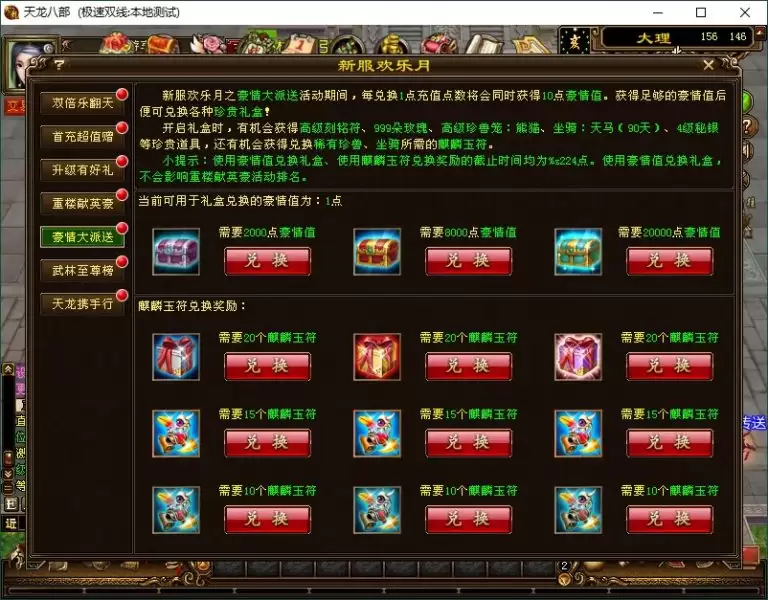 天龙八部 (极速双线:本地测试)
大理 156 146
? 新服欢乐月
双倍乐翻天
首充超值赠
升级有好礼
重楼献英豪
豪情大派送
武林至尊榜
天龙携手行
新服欢乐月之豪情大派送活动期间，每兑换1点充值点数将会同时获得10点豪情值。获得足够的豪情值后
便可兑换各种珍贵礼盒！
开启礼盒时，有机会获得高级刻铭符、999朵玫瑰、高级珍兽笼：熊猫、坐骑：天马（90天）、4级秘银
等珍贵道具，还有机会获得兑换稀有珍兽、坐骑所需的麒麟玉符。
小提示：使用豪情值兑换礼盒、使用麒麟玉符兑换奖励的截止时间均为%s224点。使用豪情值兑换礼盒，
不会影响重楼献英豪活动排名。
当前可用于礼盒兑换的豪情值为：1点
需要2000点豪情值 需要8000点豪情值 需要20000点豪情值
兑换 兑换 兑换
麒麟玉符兑换奖励：
需要20个麒麟玉符 需要20个麒麟玉符 需要20个麒麟玉符
兑换 兑换 兑换
需要15个麒麟玉符 需要15个麒麟玉符 需要15个麒麟玉符
兑换 兑换 兑换
需要10个麒麟玉符 需要10个麒麟玉符 需要10个麒麟玉符
兑换 兑换 兑换
传送
近
2